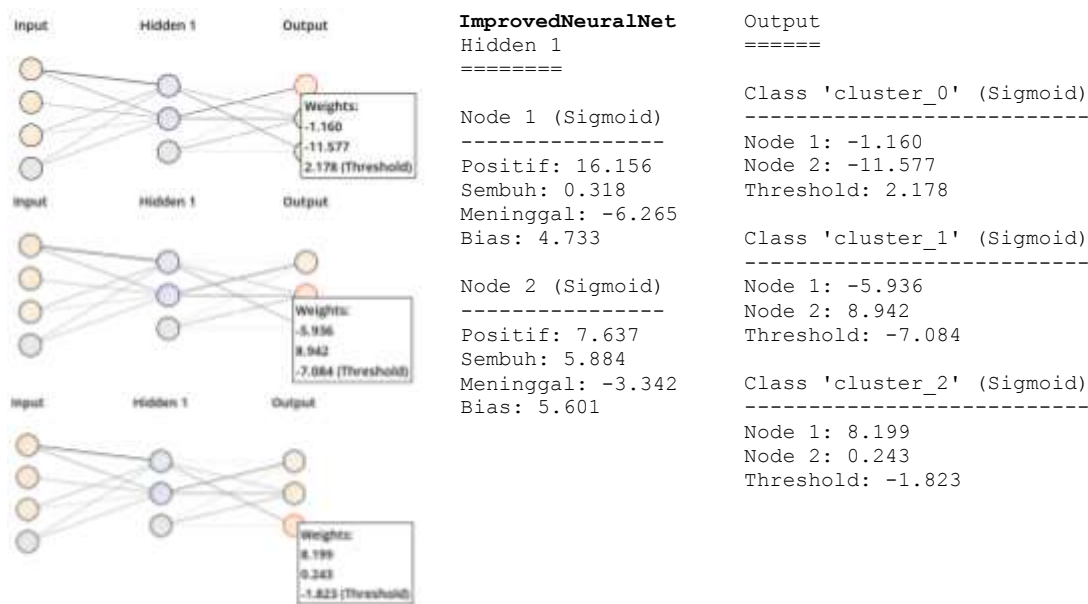 Input Hidden 1 Output
Weights:
-1.160
-11.577
2.178 (Threshold)
Input Hidden 1 Output
Weights:
-5.936
8.942
-7.084 (Threshold)
Input Hidden 1 Output
Weights:
8.199
0.243
-1.823 (Threshold)
ImprovedNeuralNet
Hidden 1
========
Node 1 (Sigmoid)
----------------
Positif: 16.156
Sembuh: 0.318
Meninggal: -6.265
Bias: 4.733
Node 2 (Sigmoid)
----------------
Positif: 7.637
Sembuh: 5.884
Meninggal: -3.342
Bias: 5.601
Output
======
Class 'cluster_0' (Sigmoid)
---------------------------
Node 1: -1.160
Node 2: -11.577
Threshold: 2.178
Class 'cluster_1' (Sigmoid)
---------------------------
Node 1: -5.936
Node 2: 8.942
Threshold: -7.084
Class 'cluster_2' (Sigmoid)
---------------------------
Node 1: 8.199
Node 2: 0.243
Threshold: -1.823